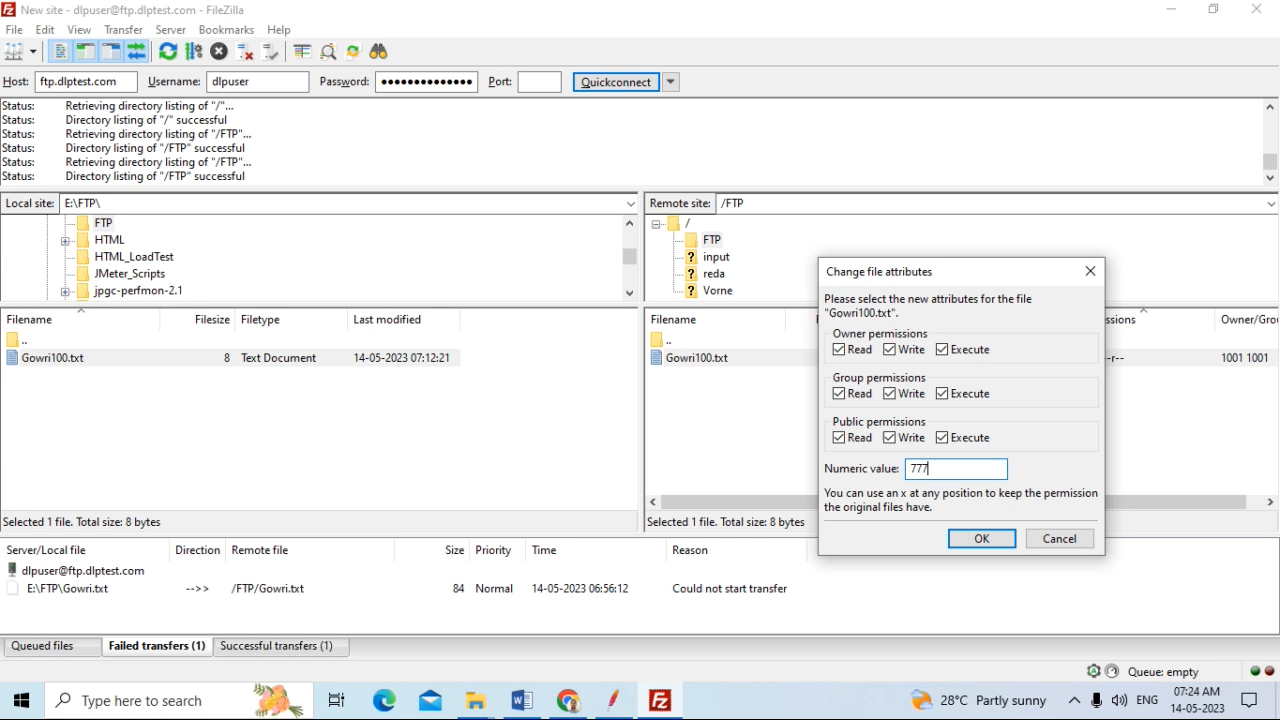 New site - dlpuser@ftp.dlptest.com - FileZilla
File Edit View Transfer Server Bookmarks Help
Host: ftp.dlptest.com Username: dlpuser Password: ●●●●●●●●●●●●●● Port: Quickconnect
Status: Retrieving directory listing of "/"...
Status: Directory listing of "/" successful
Status: Retrieving directory listing of "/FTP"...
Status: Directory listing of "/FTP" successful
Status: Retrieving directory listing of "/FTP"...
Status: Directory listing of "/FTP" successful
Local site: E:\FTP\
FTP
HTML
HTML_LoadTest
JMeter_Scripts
jpgc-perfmon-2.1
Filename Filesize Filetype Last modified
..
Gowri100.txt 8 Text Document 14-05-2023 07:12:21
Selected 1 file. Total size: 8 bytes
Remote site: /FTP
/
FTP
? input
? reda
? Vorne
Filename F ssions Owner/Grou
..
Gowri100.txt --r-- 1001 1001
Selected 1 file. Total size: 8 bytes
Change file attributes
Please select the new attributes for the file
"Gowri100.txt".
Owner permissions
Read Write Execute
Group permissions
Read Write Execute
Public permissions
Read Write Execute
Numeric value: 777
You can use an x at any position to keep the permission
the original files have.
OK Cancel
Server/Local file Direction Remote file Size Priority Time Reason
dlpuser@ftp.dlptest.com
E:\FTP\Gowri.txt -->> /FTP/Gowri.txt 84 Normal 14-05-2023 06:56:12 Could not start transfer
Queued files Failed transfers (1) Successful transfers (1)
Queue: empty
Type here to search 28°C Partly sunny ENG 07:24 AM
14-05-2023